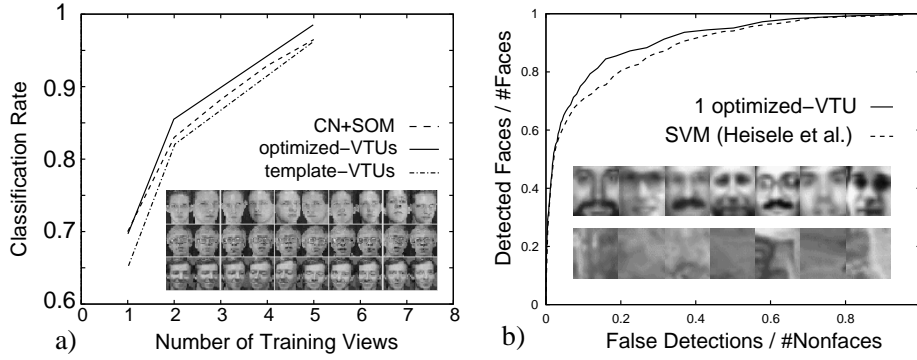 1
0.9
0.8
0.7
0.6
0 1 2 3 4 5 6 7 8
Classification Rate
Number of Training Views
CN+SOM
optimized−VTUs
template−VTUs
a)
1
0.8
0.6
0.4
0.2
0
0 0.2 0.4 0.6 0.8
Detected Faces / #Faces
False Detections / #Nonfaces
1 optimized−VTU
SVM (Heisele et al.)
b)